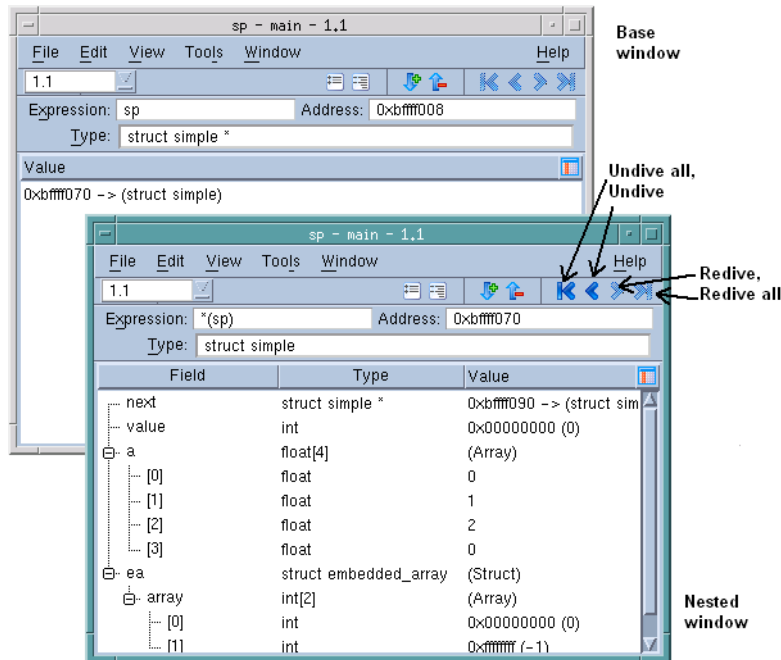 sp - main - 1.1
Base
window
File Edit View Tools Window Help
1.1
Expression: sp Address: 0xbffff008
Type: struct simple *
Value
0xbffff070 -> (struct simple)
Undive all,
Undive
sp - main - 1.1
File Edit View Tools Window Help
1.1
Redive,
Redive all
Expression: *(sp) Address: 0xbffff070
Type: struct simple
Field Type Value
next struct simple * 0xbffff090 -> (struct sim
value int 0x00000000 (0)
a float[4] (Array)
[0] float 0
[1] float 1
[2] float 2
[3] float 0
ea struct embedded_array (Struct)
array int[2] (Array)
[0] int 0x00000000 (0)
[1] int 0xffffffff (-1)
Nested
window